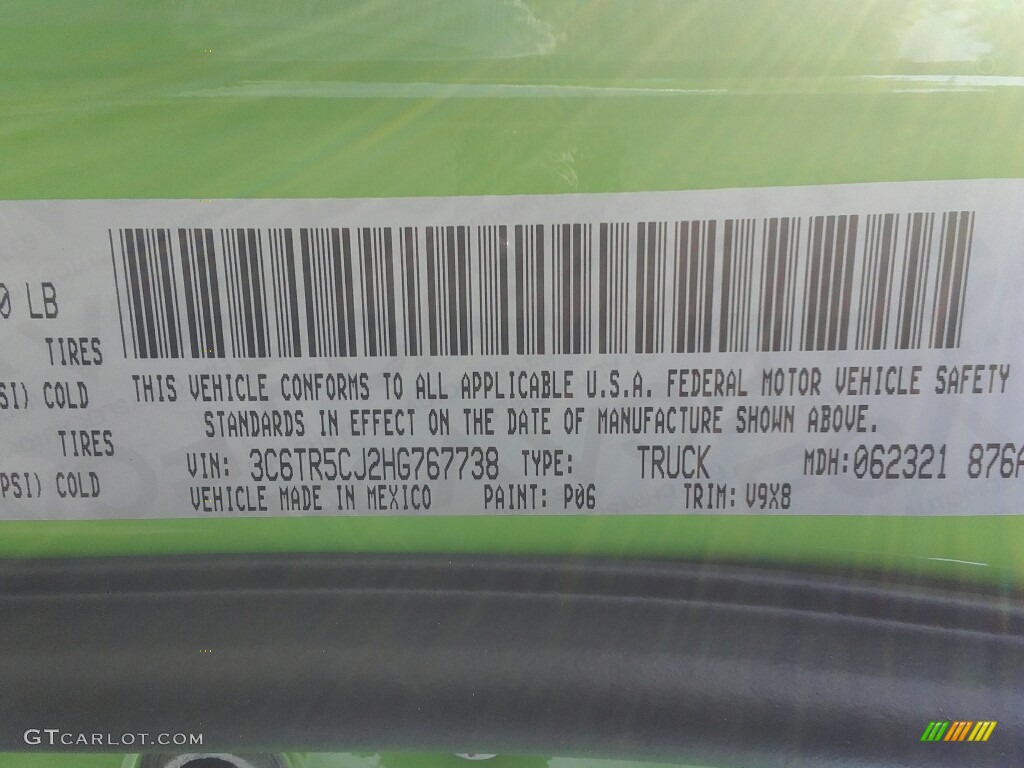 0 LB
TIRES
SI) COLD
TIRES
PSI) COLD
THIS VEHICLE CONFORMS TO ALL APPLICABLE U.S.A. FEDERAL MOTOR VEHICLE SAFETY
STANDARDS IN EFFECT ON THE DATE OF MANUFACTURE SHOWN ABOVE.
VIN: 3C6TR5CJ2HG767738 TYPE: TRUCK MDH:062321 876A
VEHICLE MADE IN MEXICO PAINT: P06 TRIM: V9X8
GTCARLOT.COM